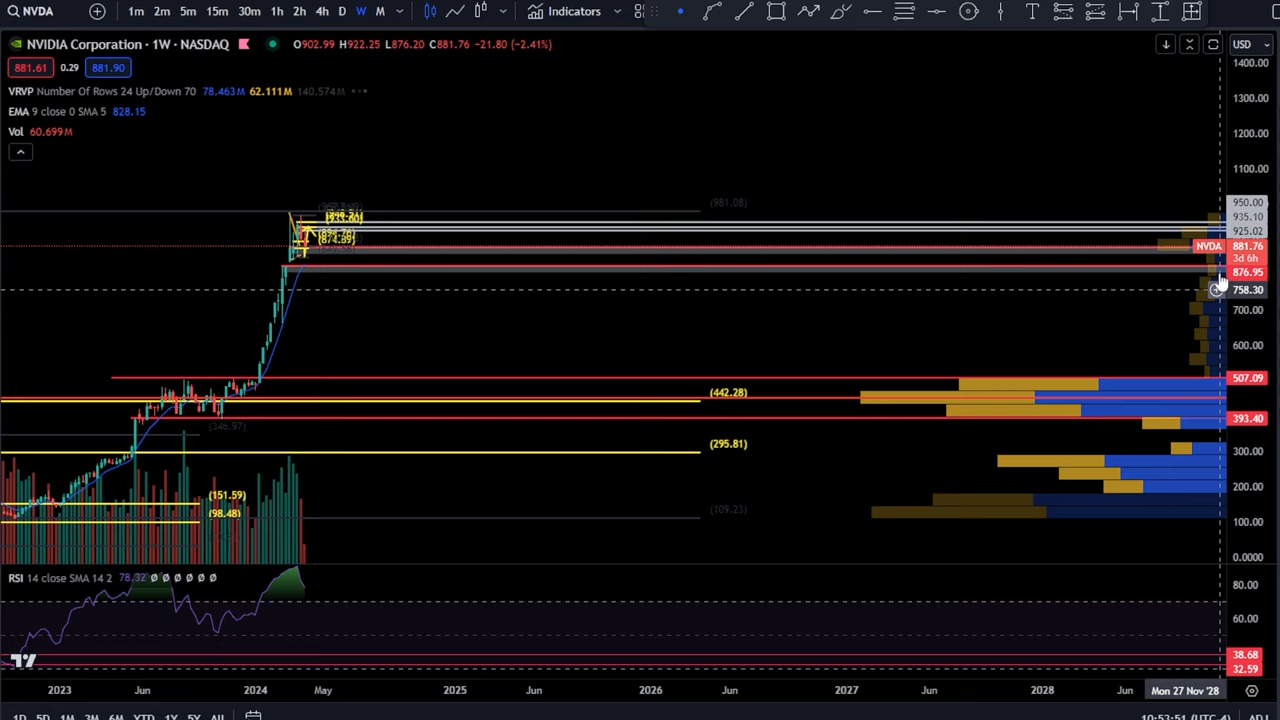 NVDA 1m 2m 5m 15m 30m 1h 2h 4h D W M Indicators
NVIDIA Corporation · 1W · NASDAQ O902.99 H922.25 L876.20 C881.76 -21.80 (-2.41%) USD
881.61 0.29 881.90
VRVP Number Of Rows 24 Up/Down 70 78.463M 62.111M 140.574M
EMA 9 close 0 SMA 5 828.15
Vol 60.699M
1400.00
1300.00
1200.00
1100.00
950.00
(981.08)
935.10
(933.60)
925.02
(874.89)
NVDA 881.76
3d 6h
876.95
758.30
700.00
600.00
507.09
(442.28)
393.40
(346.97)
(295.81)
300.00
200.00
(151.59)
(98.48)
(109.23)
100.00
0.0000
RSI 14 close SMA 14 2 78.32 Ø Ø Ø Ø Ø Ø
80.00
60.00
38.68
32.59
2023 Jun 2024 May 2025 Jun 2026 Jun 2027 Jun 2028 Jun Mon 27 Nov '28
1D 5D 1M 3M 6M YTD 1Y 5Y All 10:53:51 (UTC-4) ADJ